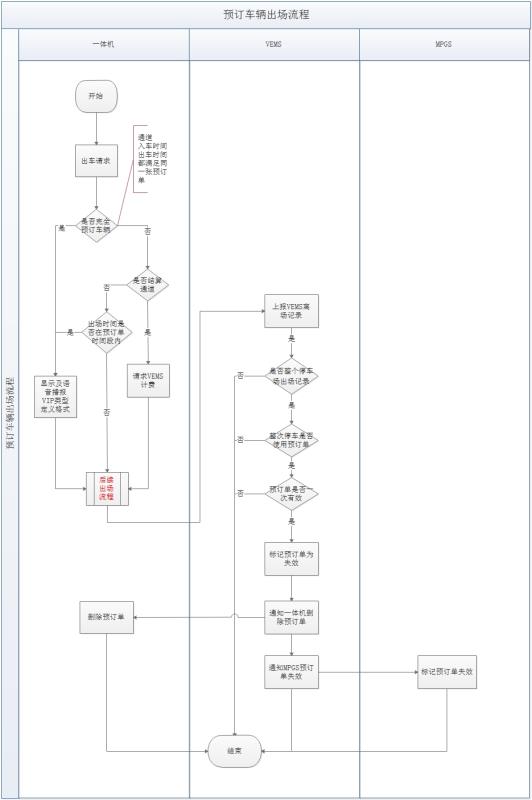 预订车辆出场流程
一体机
VEMS
MPGS
预订车辆出场流程
开始
通道
入车时间
出车时间
都满足同
一张预订
单
出车请求
是否完全
预订车辆
是
否
是否结算
通道
否
出场时间是
否在预订单
时间段内
是
是
否
显示及语
音播报
VIP类型
定义格式
请求VEMS
计费
后续
出场
流程
上报VEMS离
场记录
是
是否整个停车
场出场记录
否
是
整次停车是否
使用预订单
否
是
预订单是否一
次有效
否
是
标记预订单为
失效
通知一体机删
除预订单
删除预订单
通知MPGS预订
单失效
标记预订单失效
结束